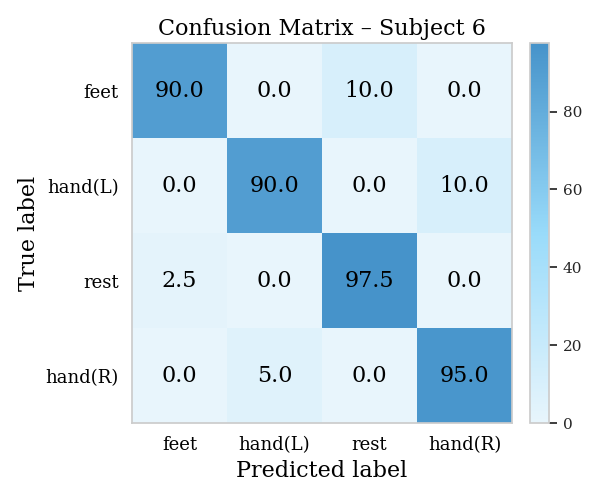 Confusion Matrix – Subject 6
feet 90.0 0.0 10.0 0.0
hand(L) 0.0 90.0 0.0 10.0
rest 2.5 0.0 97.5 0.0
hand(R) 0.0 5.0 0.0 95.0
feet hand(L) rest hand(R)
Predicted label
True label
80
60
40
20
0